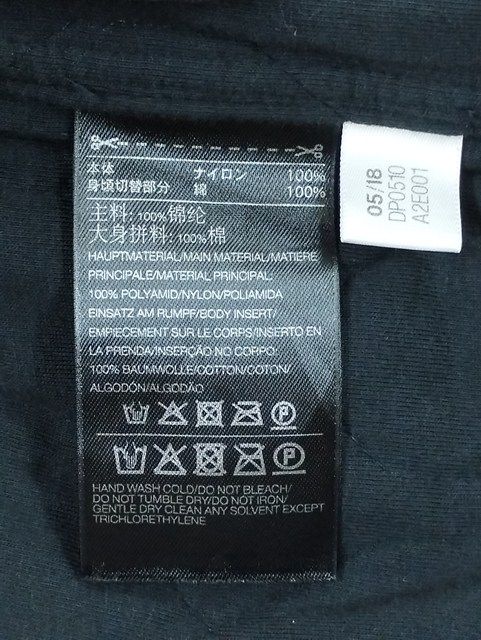 本体 ナイロン 100%
身頃切替部分 綿 100%
主料: 100% 锦纶
大身拼料: 100% 棉
HAUPTMATERIAL/MAIN MATERIAL/MATIERE
PRINCIPALE/MATERIAL PRINCIPAL:
100% POLYAMID/NYLON/POLIAMIDA
EINSATZ AM RUMPF/BODY INSERT/
EMPIECEMENT SUR LE CORPS/INSERTO EN
LA PRENDA/INSERÇÃO NO CORPO:
100% BAUMWOLLE/COTTON/COTON/
ALGODÓN/ALGODÃO
HAND WASH COLD/DO NOT BLEACH/
DO NOT TUMBLE DRY/DO NOT IRON/
GENTLE DRY CLEAN ANY SOLVENT EXCEPT
TRICHLORETHYLENE
05/18
DP0510
A2E001